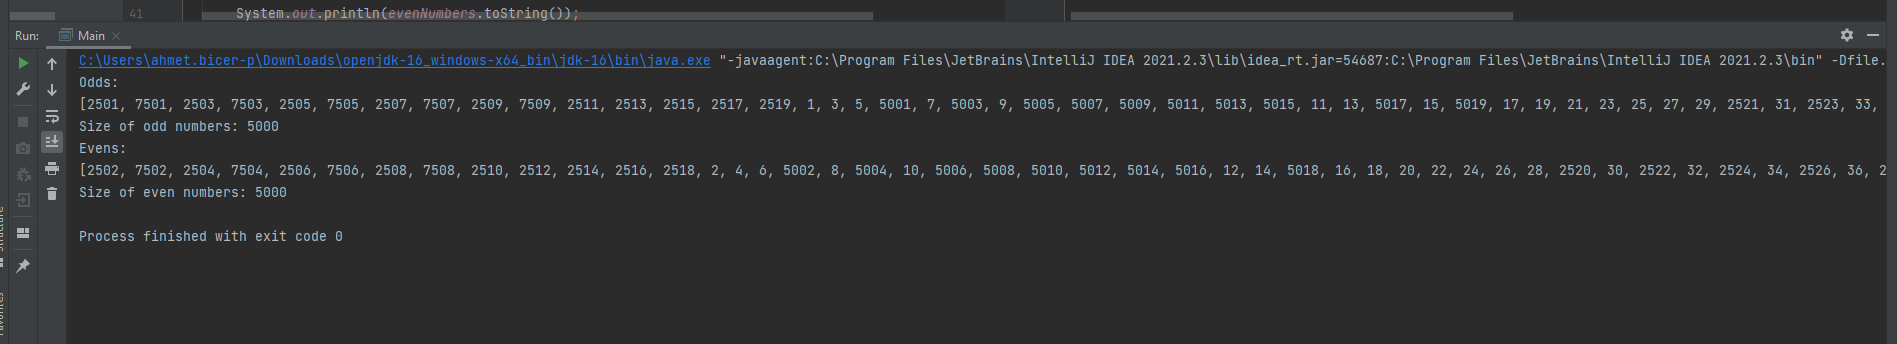 41 System.out.println(evenNumbers.toString());
Run: Main
C:\Users\ahmet.bicer-p\Downloads\openjdk-16_windows-x64_bin\jdk-16\bin\java.exe "-javaagent:C:\Program Files\JetBrains\IntelliJ IDEA 2021.2.3\lib\idea_rt.jar=54687:C:\Program Files\JetBrains\IntelliJ IDEA 2021.2.3\bin" -Dfile.
Odds:
[2501, 7501, 2503, 7503, 2505, 7505, 2507, 7507, 2509, 7509, 2511, 2513, 2515, 2517, 2519, 1, 3, 5, 5001, 7, 5003, 9, 5005, 5007, 5009, 5011, 5013, 5015, 11, 13, 5017, 15, 5019, 17, 19, 21, 23, 25, 27, 29, 2521, 31, 2523, 33,
Size of odd numbers: 5000
Evens:
[2502, 7502, 2504, 7504, 2506, 7506, 2508, 7508, 2510, 2512, 2514, 2516, 2518, 2, 4, 6, 5002, 8, 5004, 10, 5006, 5008, 5010, 5012, 5014, 5016, 12, 14, 5018, 16, 18, 20, 22, 24, 26, 28, 2520, 30, 2522, 32, 2524, 34, 2526, 36, 2
Size of even numbers: 5000
Process finished with exit code 0